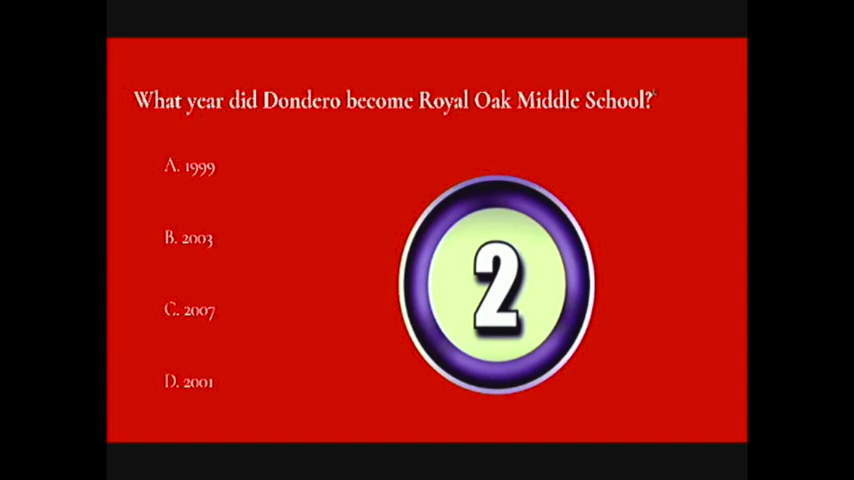 What year did Dondero become Royal Oak Middle School?
A. 1999
B. 2003
2
C. 2007
D. 2001